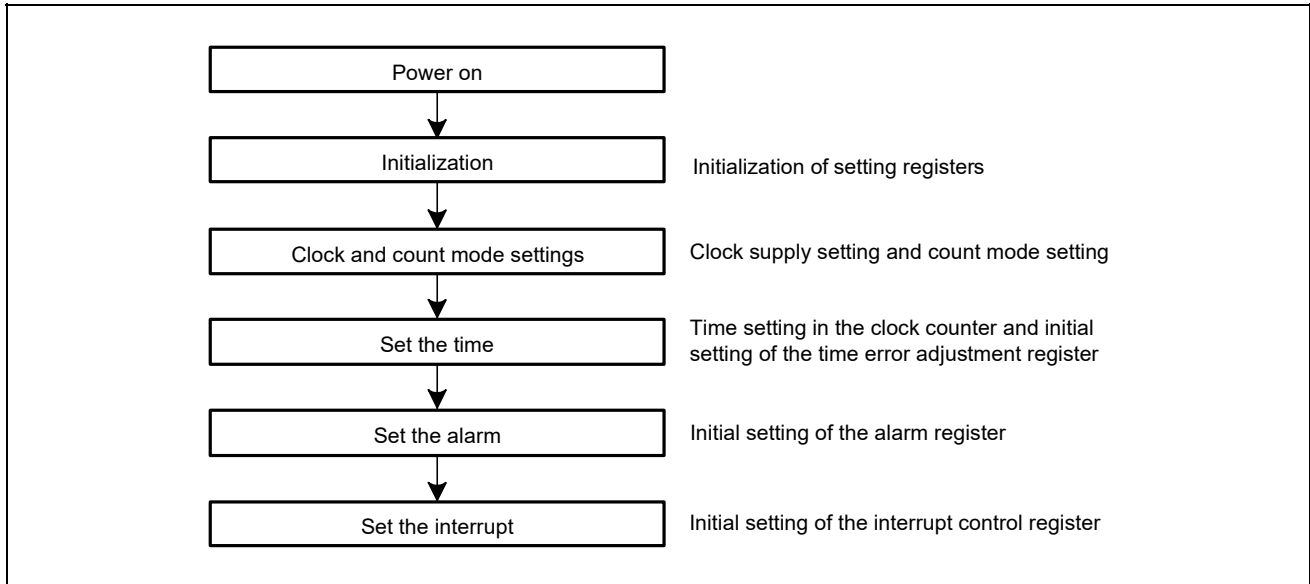 Power on
Initialization
Initialization of setting registers
Clock and count mode settings
Clock supply setting and count mode setting
Set the time
Time setting in the clock counter and initial
setting of the time error adjustment register
Set the alarm
Initial setting of the alarm register
Set the interrupt
Initial setting of the interrupt control register